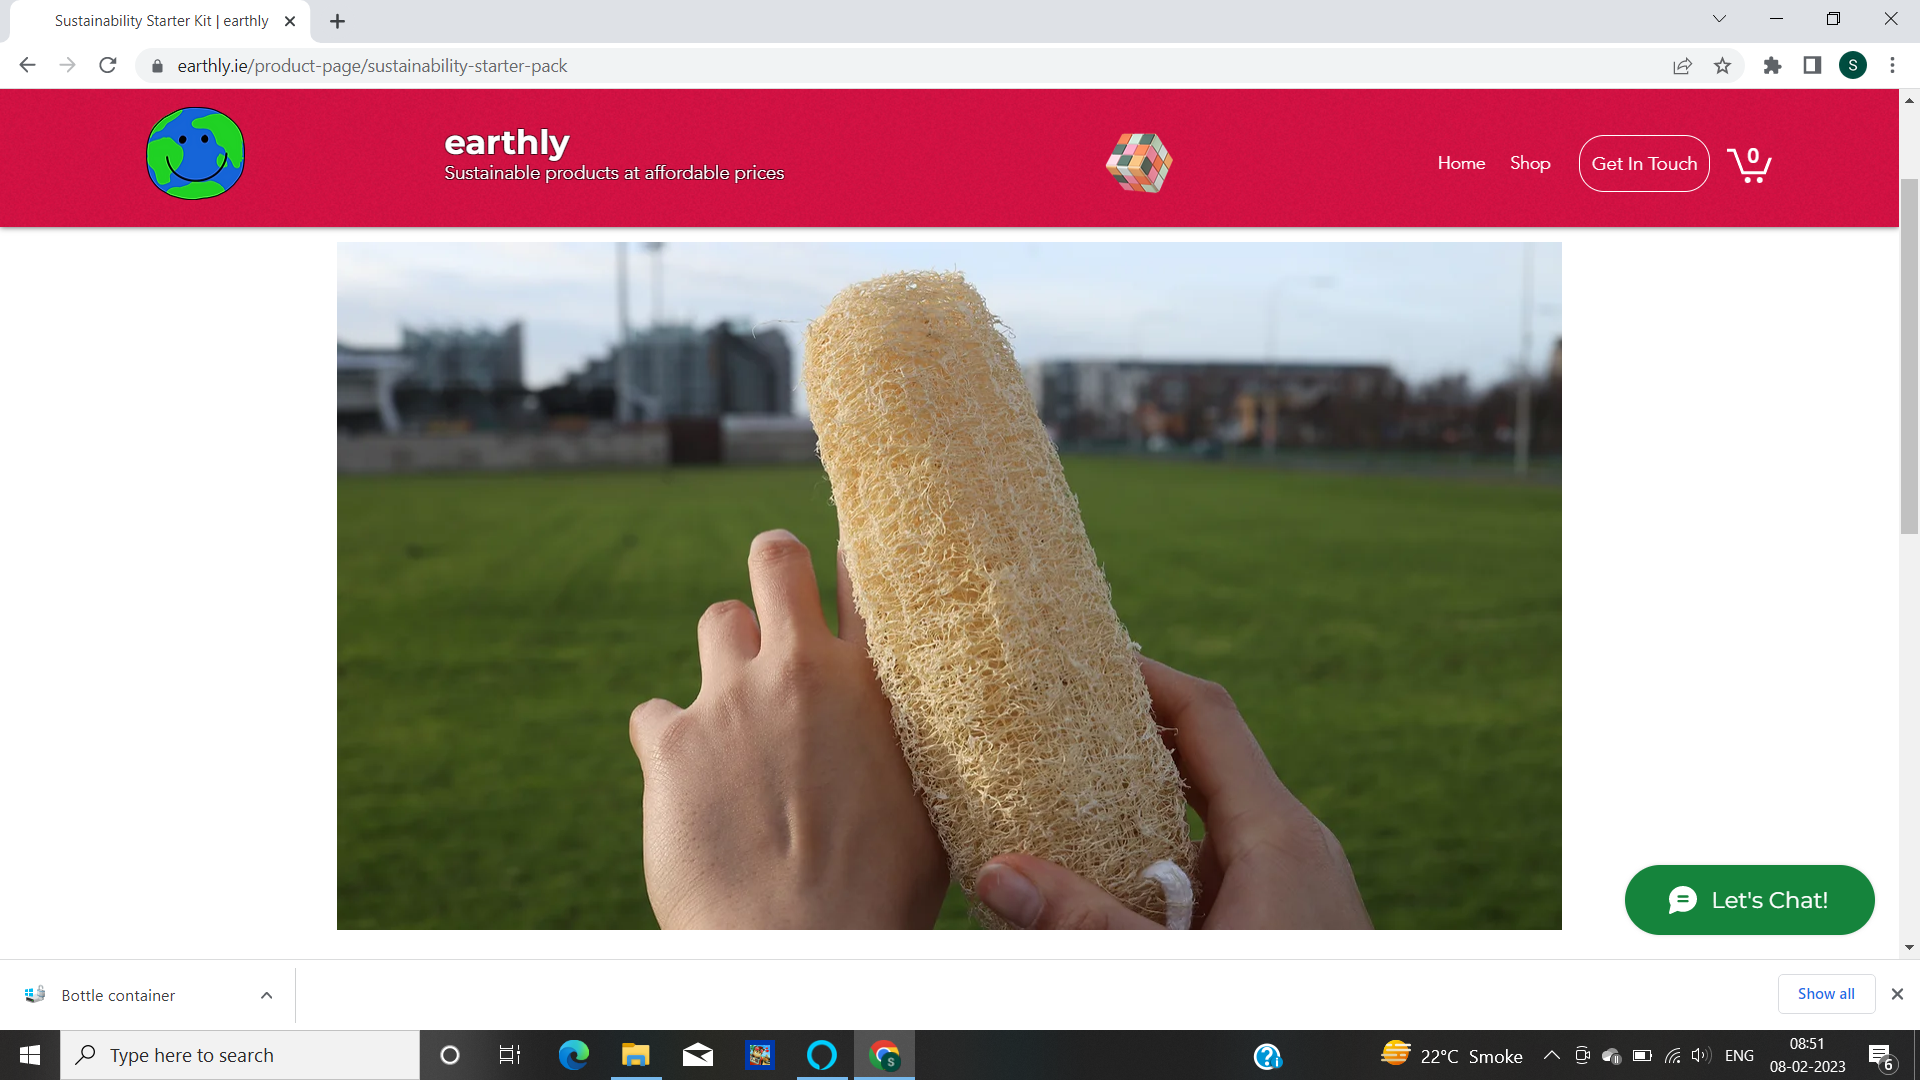 Sustainability Starter Kit | earthly
earthly.ie/product-page/sustainability-starter-pack
S
earthly
Sustainable products at affordable prices
Home
Shop
Get In Touch
0
Let's Chat!
Bottle container
Show all
Type here to search
S
22°C Smoke
ENG
08:51
08-02-2023
6